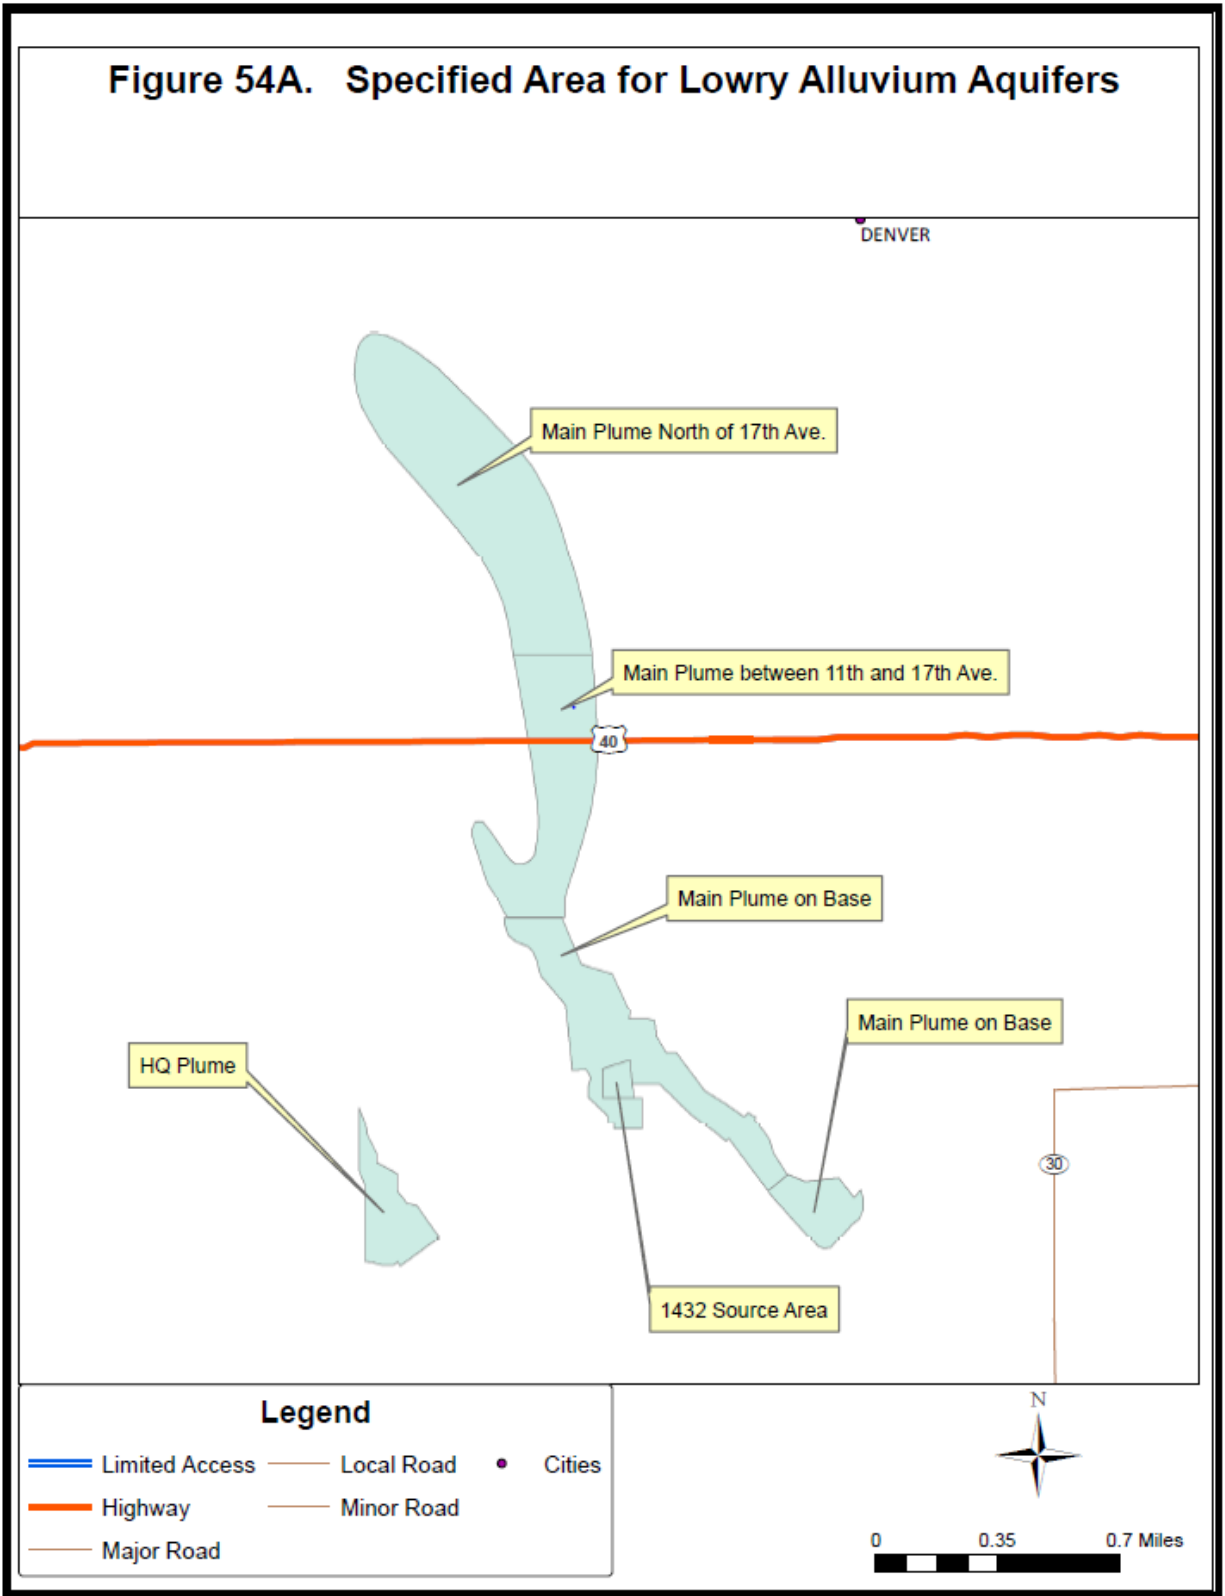 Figure 54A. Specified Area for Lowry Alluvium Aquifers
DENVER
Main Plume North of 17th Ave.
Main Plume between 11th and 17th Ave.
40
Main Plume on Base
Main Plume on Base
HQ Plume
30
1432 Source Area
Legend
Limited Access
Local Road
Cities
Highway
Minor Road
Major Road
N
0 0.35 0.7 Miles